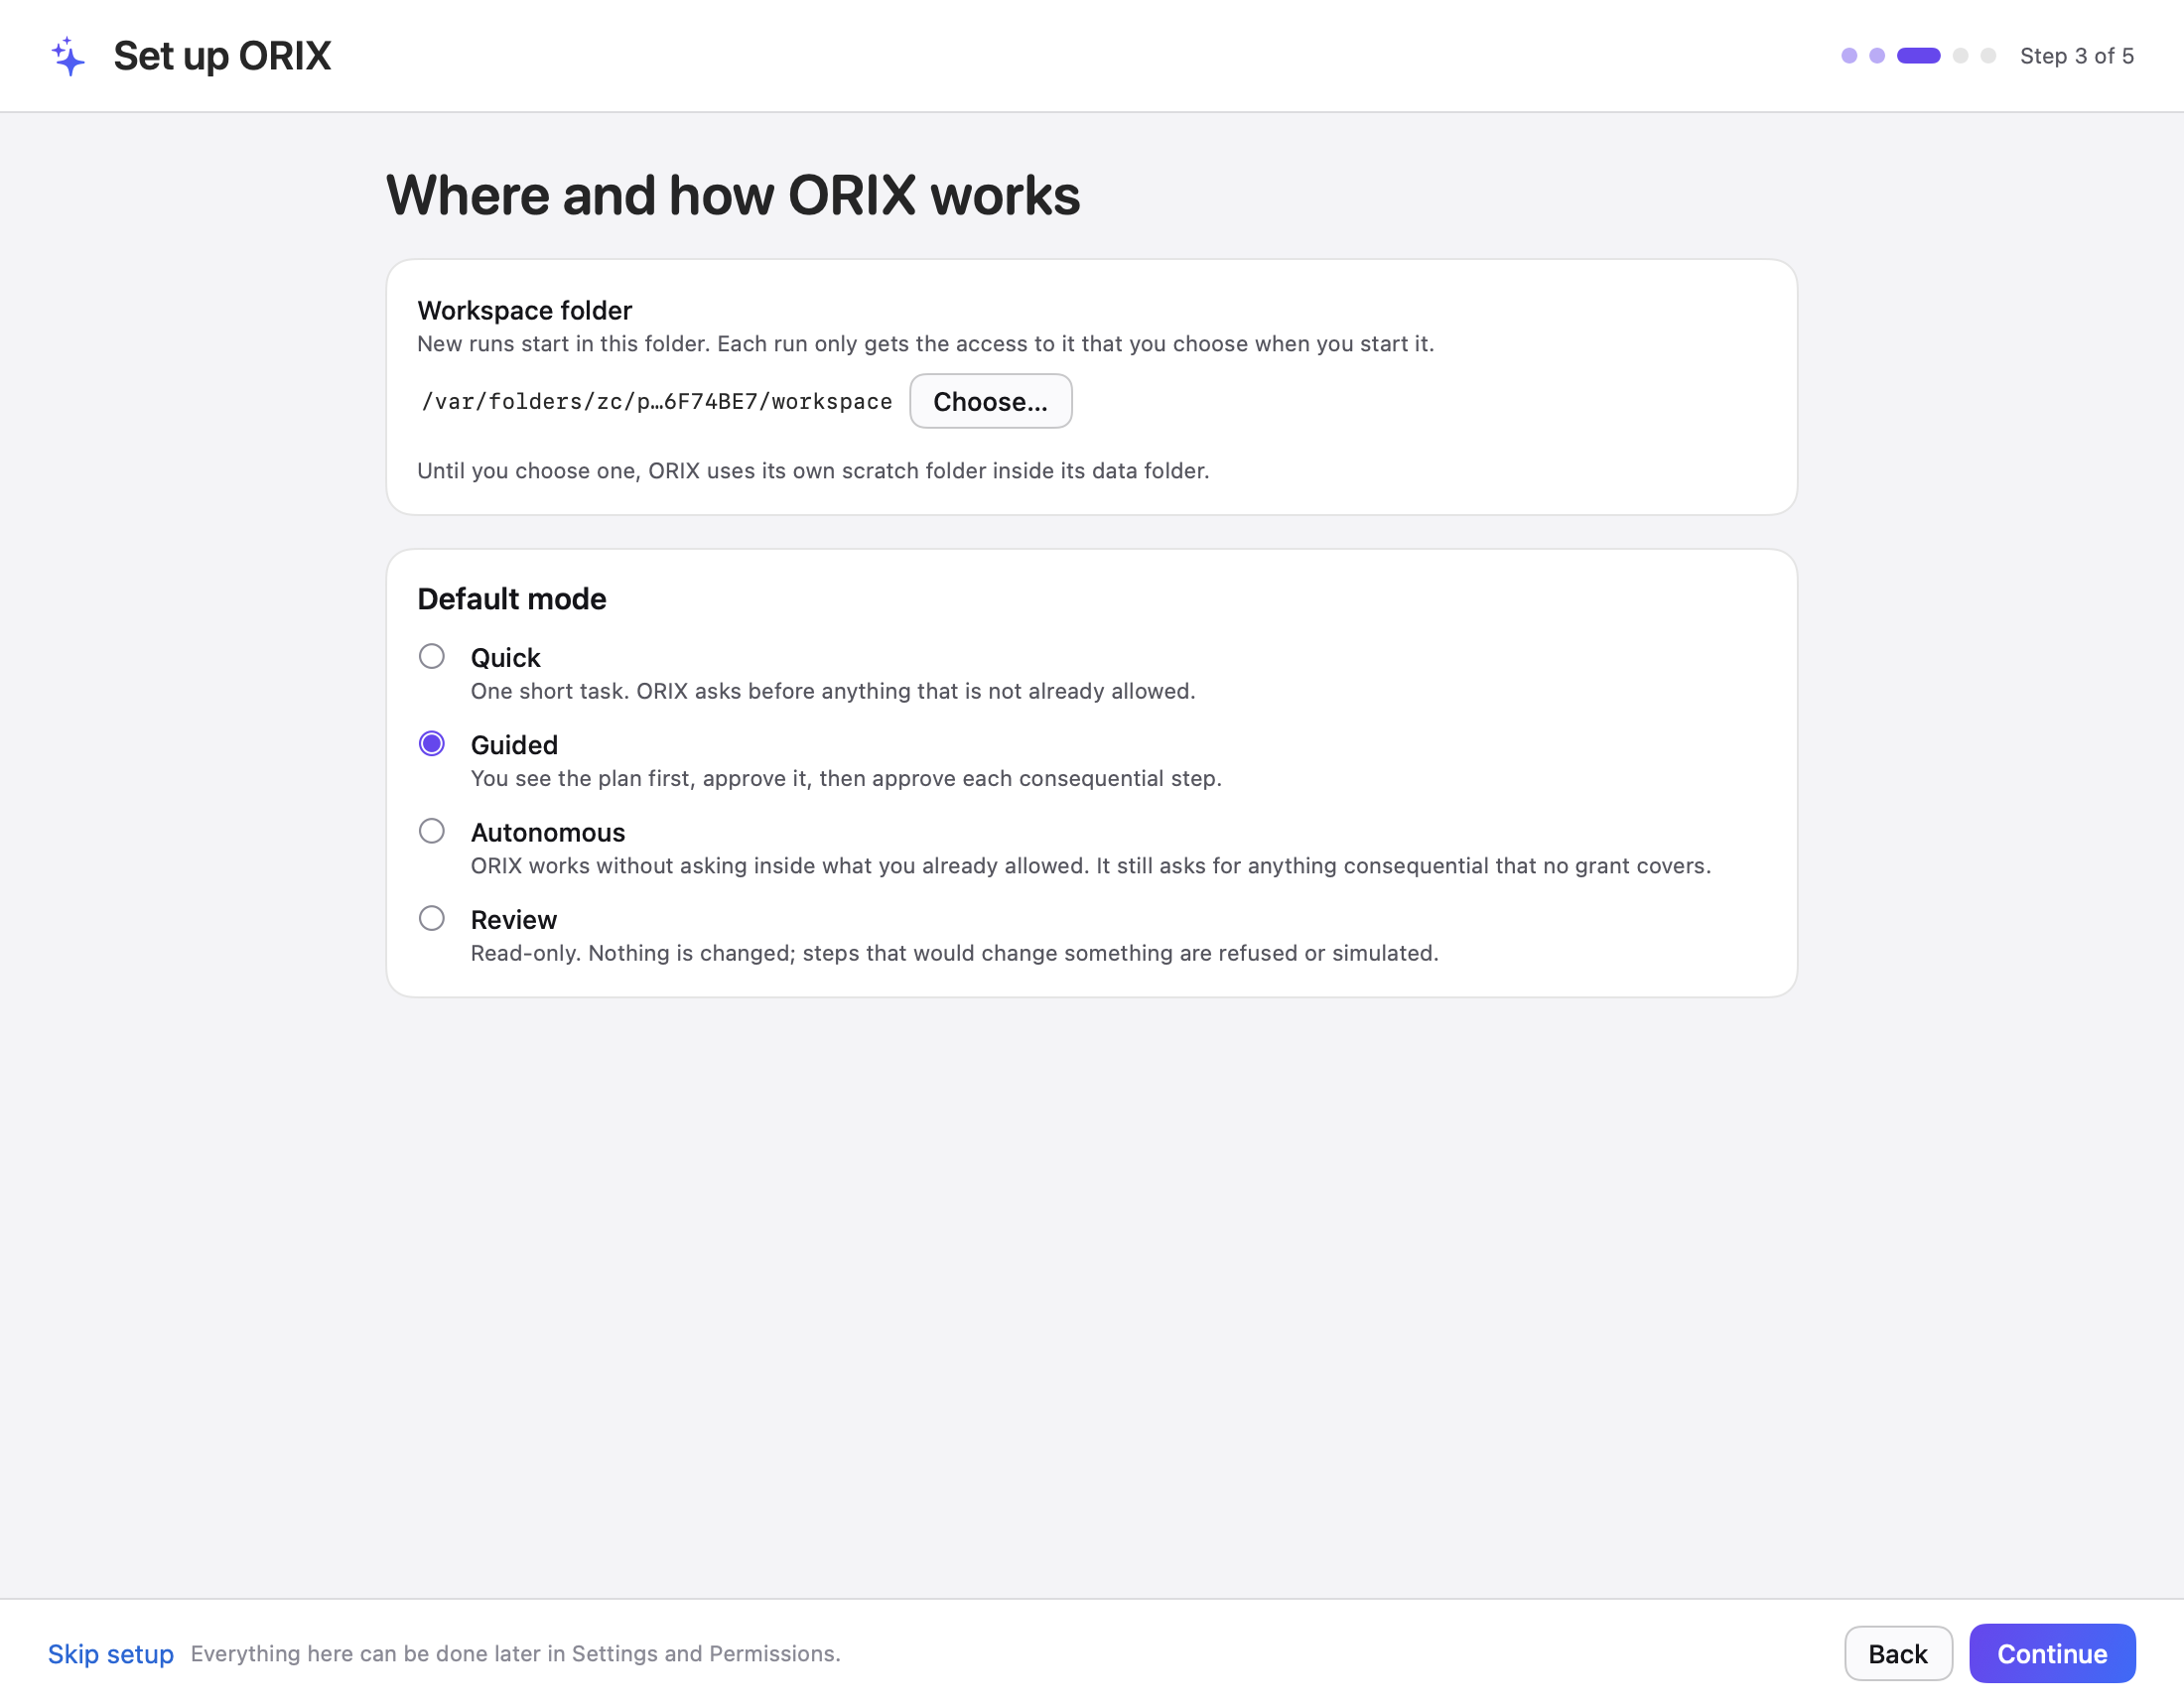 Set up ORIX
Step 3 of 5
Where and how ORIX works
Workspace folder
New runs start in this folder. Each run only gets the access to it that you choose when you start it.
/var/folders/zc/p…6F74BE7/workspace
Choose…
Until you choose one, ORIX uses its own scratch folder inside its data folder.
Default mode
Quick
One short task. ORIX asks before anything that is not already allowed.
Guided
You see the plan first, approve it, then approve each consequential step.
Autonomous
ORIX works without asking inside what you already allowed. It still asks for anything consequential that no grant covers.
Review
Read-only. Nothing is changed; steps that would change something are refused or simulated.
Skip setup
Everything here can be done later in Settings and Permissions.
Back
Continue